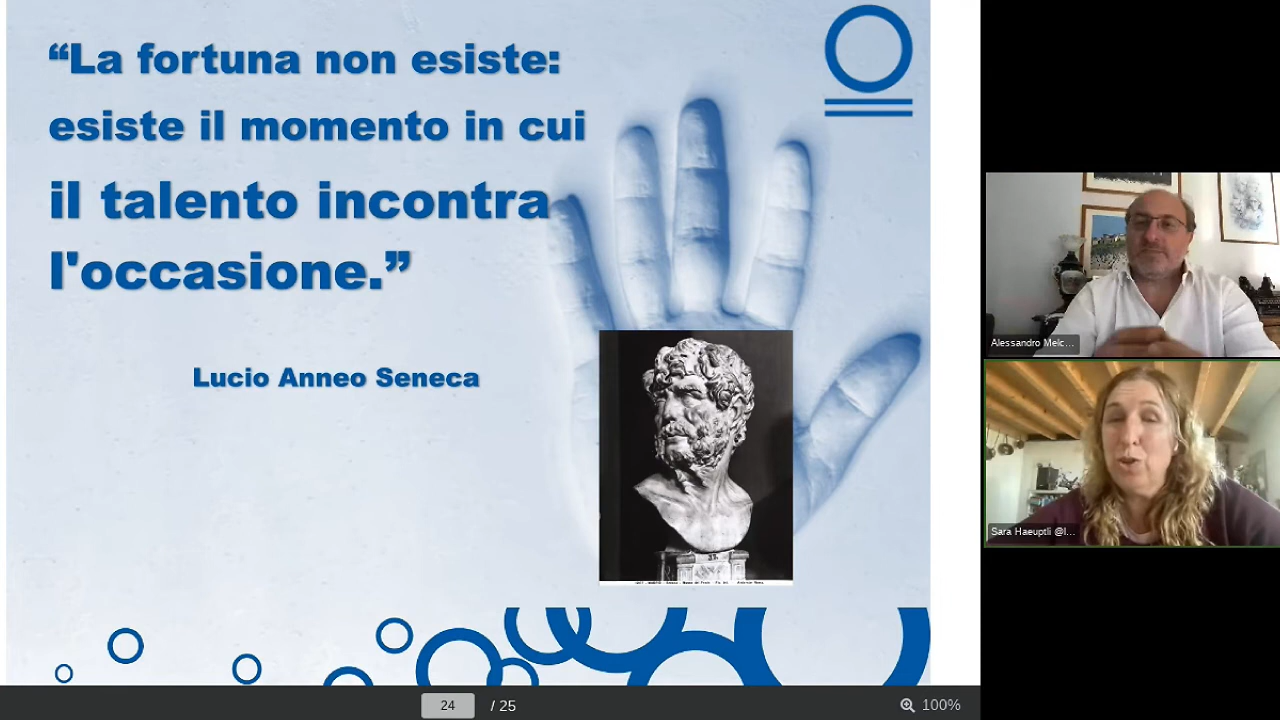 “La fortuna non esiste:
esiste il momento in cui
il talento incontra
l'occasione.”
Lucio Anneo Seneca
24 / 25
100%
Alessandro Melc...
Sara Haeuptli @l...